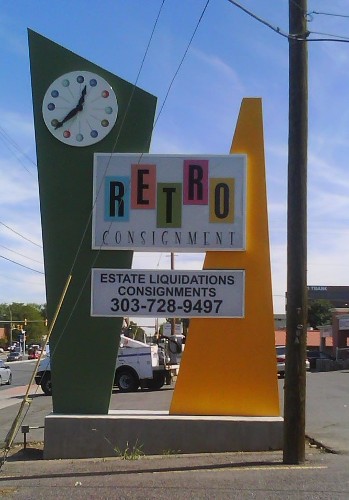 RETRO
CONSIGNMENT
ESTATE LIQUIDATIONS
CONSIGNMENTS
303-728-9497